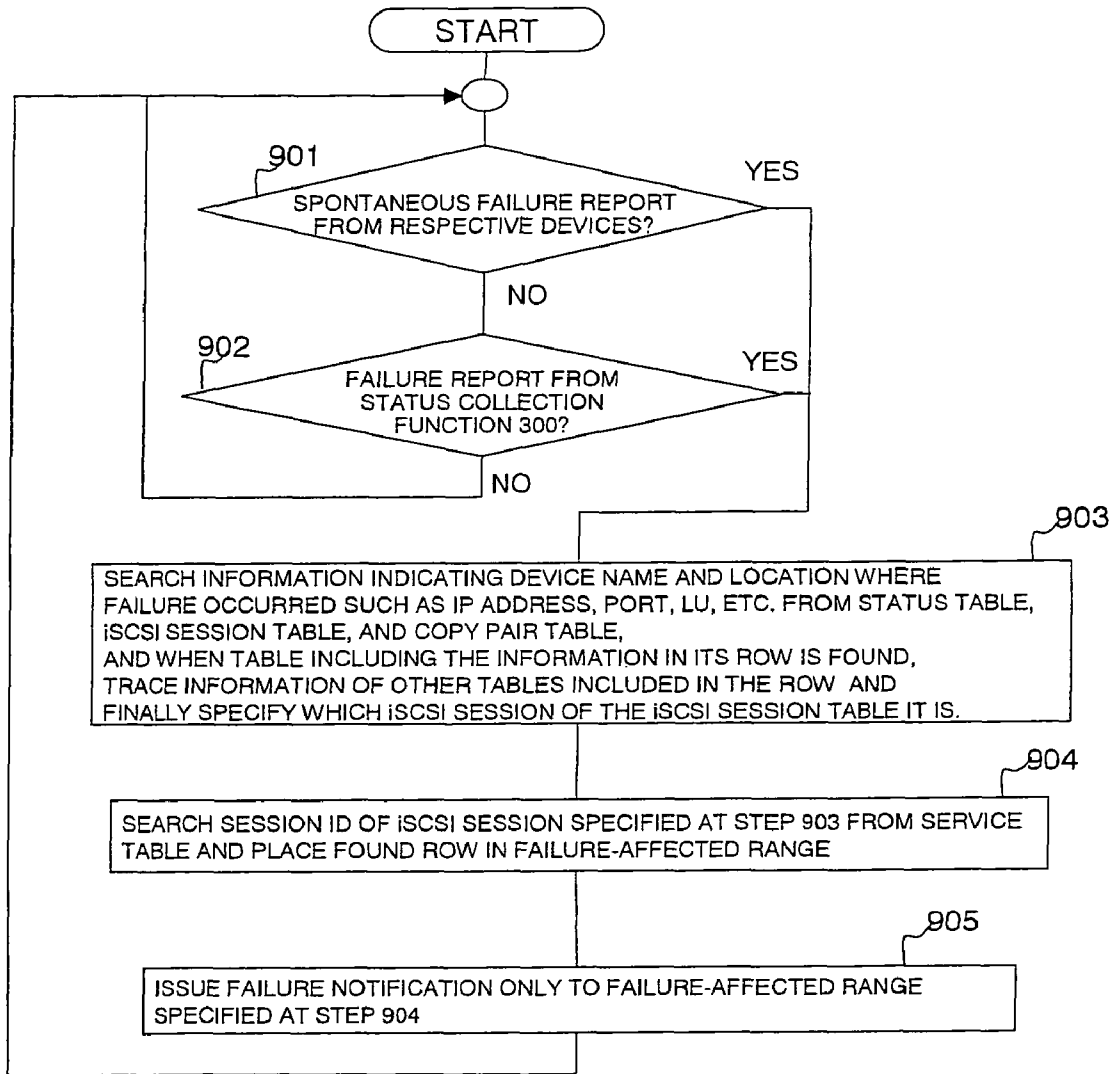 START
901
YES
SPONTANEOUS FAILURE REPORT
FROM RESPECTIVE DEVICES?
NO
902
YES
FAILURE REPORT FROM
STATUS COLLECTION
FUNCTION 300?
NO
903
SEARCH INFORMATION INDICATING DEVICE NAME AND LOCATION WHERE
FAILURE OCCURRED SUCH AS IP ADDRESS, PORT, LU, ETC. FROM STATUS TABLE,
iSCSI SESSION TABLE, AND COPY PAIR TABLE,
AND WHEN TABLE INCLUDING THE INFORMATION IN ITS ROW IS FOUND,
TRACE INFORMATION OF OTHER TABLES INCLUDED IN THE ROW AND
FINALLY SPECIFY WHICH iSCSI SESSION OF THE iSCSI SESSION TABLE IT IS.
904
SEARCH SESSION ID OF iSCSI SESSION SPECIFIED AT STEP 903 FROM SERVICE
TABLE AND PLACE FOUND ROW IN FAILURE-AFFECTED RANGE
905
ISSUE FAILURE NOTIFICATION ONLY TO FAILURE-AFFECTED RANGE
SPECIFIED AT STEP 904